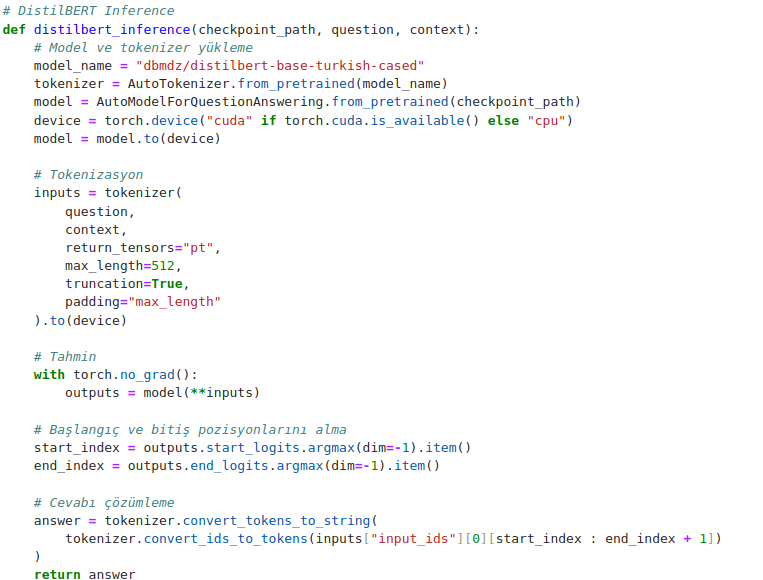 # DistilBERT Inference
def distilbert_inference(checkpoint_path, question, context):
    # Model ve tokenizer yükleme
    model_name = "dbmdz/distilbert-base-turkish-cased"
    tokenizer = AutoTokenizer.from_pretrained(model_name)
    model = AutoModelForQuestionAnswering.from_pretrained(checkpoint_path)
    device = torch.device("cuda" if torch.cuda.is_available() else "cpu")
    model = model.to(device)

    # Tokenizasyon
    inputs = tokenizer(
        question,
        context,
        return_tensors="pt",
        max_length=512,
        truncation=True,
        padding="max_length"
    ).to(device)

    # Tahmin
    with torch.no_grad():
        outputs = model(**inputs)

    # Başlangıç ve bitiş pozisyonlarını alma
    start_index = outputs.start_logits.argmax(dim=-1).item()
    end_index = outputs.end_logits.argmax(dim=-1).item()

    # Cevabı çözümleme
    answer = tokenizer.convert_tokens_to_string(
        tokenizer.convert_ids_to_tokens(inputs["input_ids"][0][start_index : end_index + 1])
    )
    return answer